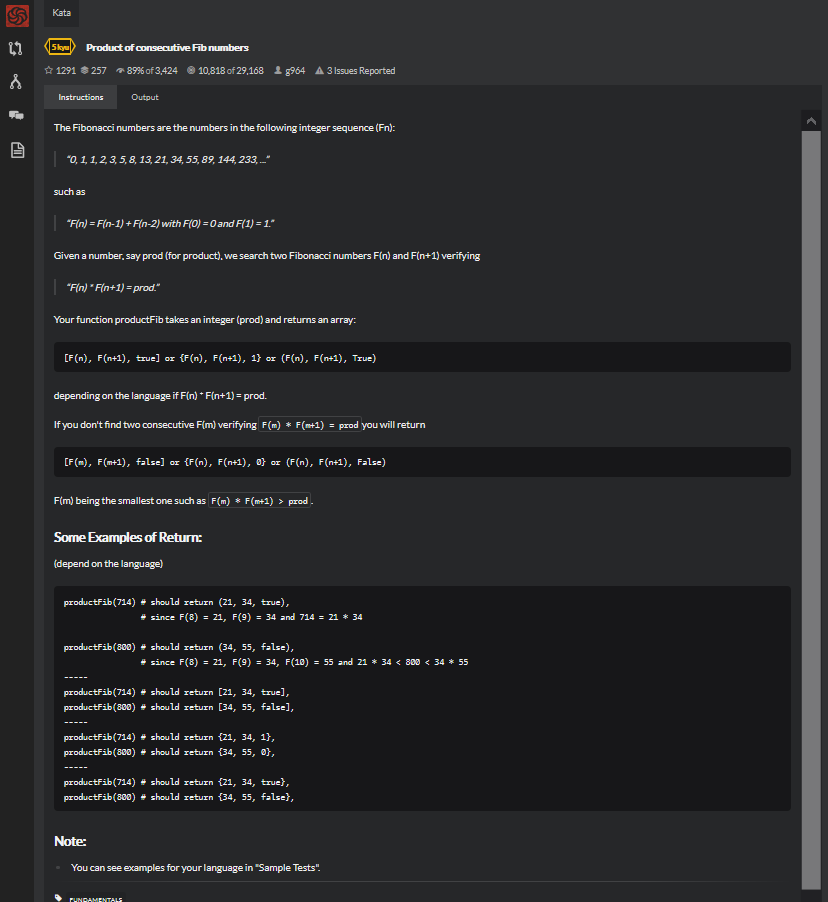 Kata
5 kyu Product of consecutive Fib numbers
1291 257 89% of 3,424 10,818 of 29,168 g964 3 Issues Reported
Instructions Output
The Fibonacci numbers are the numbers in the following integer sequence (Fn):
"0, 1, 1, 2, 3, 5, 8, 13, 21, 34, 55, 89, 144, 233, ..."
such as
"F(n) = F(n-1) + F(n-2) with F(0) = 0 and F(1) = 1."
Given a number, say prod (for product), we search two Fibonacci numbers F(n) and F(n+1) verifying
"F(n) * F(n+1) = prod."
Your function productFib takes an integer (prod) and returns an array:
[F(n), F(n+1), true] or {F(n), F(n+1), 1} or (F(n), F(n+1), True)
depending on the language if F(n) * F(n+1) = prod.
If you don't find two consecutive F(m) verifying F(m) * F(m+1) = prod you will return
[F(m), F(m+1), false] or {F(n), F(n+1), 0} or (F(n), F(n+1), False)
F(m) being the smallest one such as F(m) * F(m+1) > prod.
Some Examples of Return:
(depend on the language)
productFib(714) # should return (21, 34, true),
# since F(8) = 21, F(9) = 34 and 714 = 21 * 34
productFib(800) # should return (34, 55, false),
# since F(8) = 21, F(9) = 34, F(10) = 55 and 21 * 34 < 800 < 34 * 55
-----
productFib(714) # should return [21, 34, true],
productFib(800) # should return [34, 55, false],
-----
productFib(714) # should return {21, 34, 1},
productFib(800) # should return {34, 55, 0},
-----
productFib(714) # should return {21, 34, true},
productFib(800) # should return {34, 55, false},
Note:
You can see examples for your language in "Sample Tests".
FUNDAMENTALS